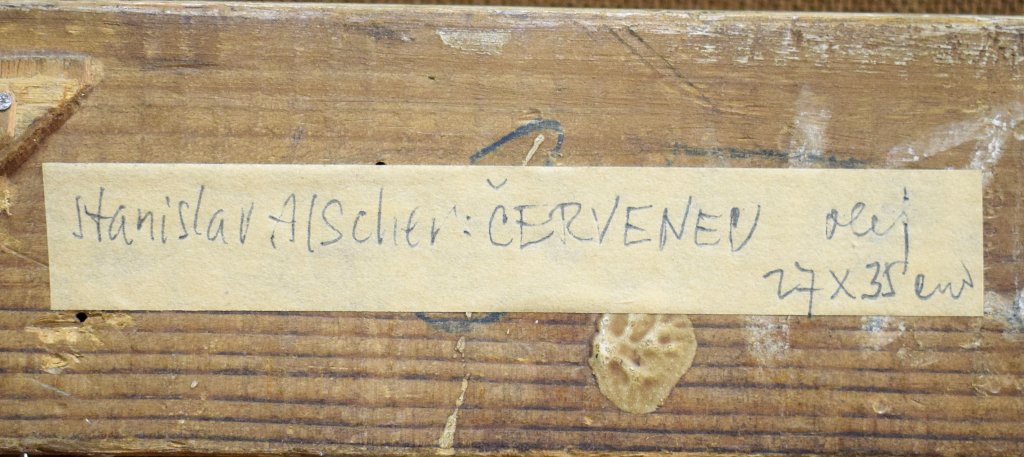 Stanislav Alscher: ČERVENEC olej
27 x 35 cm